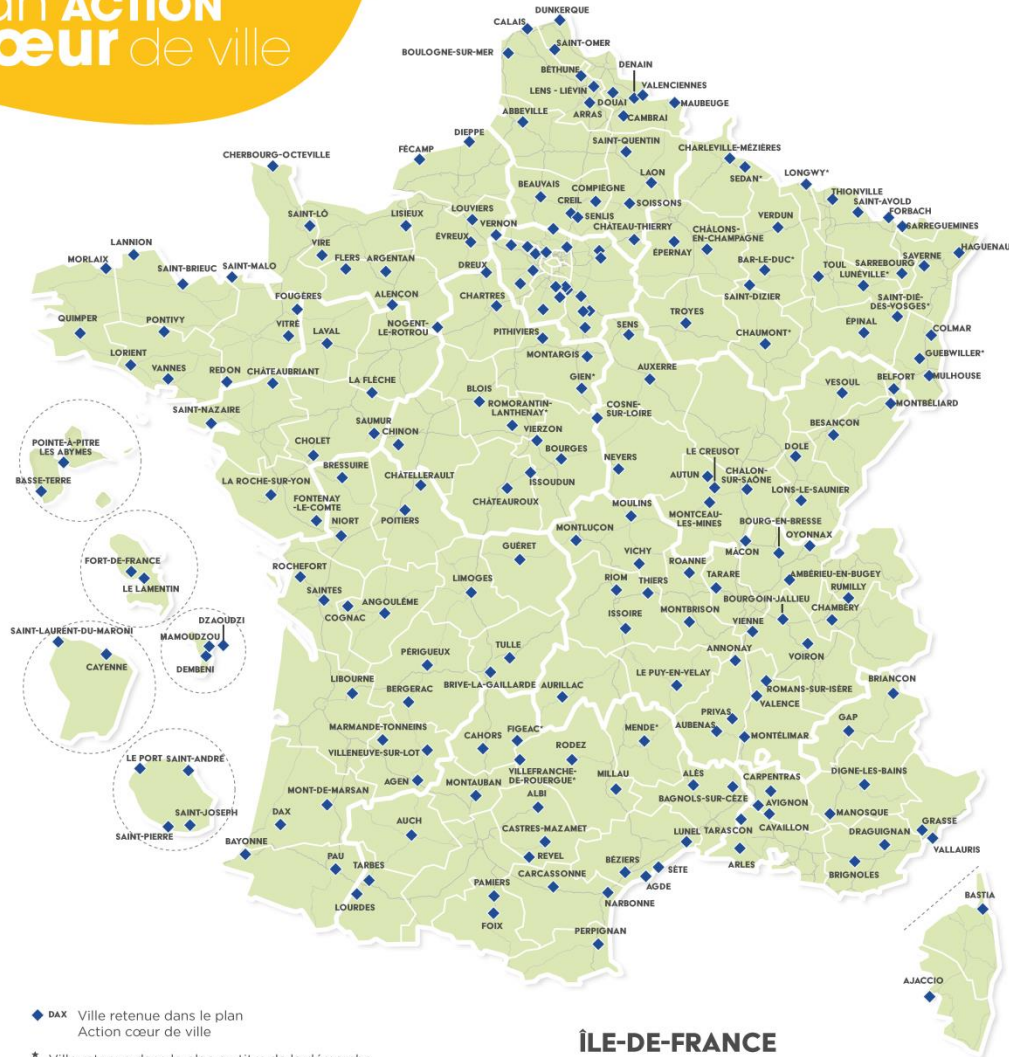 ACTION
de ville
DUNKERQUE
CALAIS
SAINT-OMER
BOULOGNE-SUR-MER
DENAIN
BÉTHUNE
VALENCIENNES
LENS - LIÉVIN
DOUAI
MAUBEUGE
ARRAS
CAMBRAI
ABBEVILLE
DIEPPE
SAINT-QUENTIN
CHARLEVILLE-MÉZIÈRES
FÉCAMP
CHERBOURG-OCTEVILLE
SEDAN*
LONGWY*
LAON
THIONVILLE
BEAUVAIS
COMPIÈGNE
SAINT-AVOLD
CREIL
SOISSONS
FORBACH
SAINT-LÔ
LISIEUX
LOUVIERS
SENLIS
VERDUN
SARREGUEMINES
VERNON
CHÂTEAU-THIERRY
CHÂLONS-
EN-CHAMPAGNE
VIRE
ÉVREUX
HAGUENAU
LANNION
ÉPERNAY
SAVERNE
MORLAIX
FLERS
ARGENTAN
DREUX
BAR-LE-DUC*
TOUL
SARREBOURG
SAINT-BRIEUC
SAINT-MALO
LUNÉVILLE*
FOUGÈRES
ALENÇON
CHARTRES
SAINT-DIZIER
SAINT-DIÉ-
DES-VOSGES*
QUIMPER
PONTIVY
VITRÉ
LAVAL
NOGENT-
LE-ROTROU
PITHIVIERS
SENS
TROYES
CHAUMONT*
ÉPINAL
COLMAR
LORIENT
MONTARGIS
GUEBWILLER*
VANNES
REDON
CHÂTEAUBRIANT
AUXERRE
BELFORT
MULHOUSE
LA FLÈCHE
GIEN*
VESOUL
BLOIS
MONTBÉLIARD
SAINT-NAZAIRE
ROMORANTIN-
LANTHENAY*
COSNE-
SUR-LOIRE
BESANÇON
SAUMUR
CHINON
VIERZON
POINTE-À-PITRE
LES ABYMES
CHOLET
BOURGES
NEVERS
LE CREUSOT
DOLE
BRESSUIRE
AUTUN
CHALON-
SUR-SAÔNE
BASSE-TERRE
LA ROCHE-SUR-YON
CHÂTELLERAULT
ISSOUDUN
LONS-LE-SAUNIER
FONTENAY
-LE-COMTE
CHÂTEAUROUX
MOULINS
MONTCEAU-
LES-MINES
NIORT
POITIERS
BOURG-EN-BRESSE
MONTLUÇON
OYONNAX
GUÉRET
MÂCON
FORT-DE-FRANCE
VICHY
ROCHEFORT
ROANNE
LE LAMENTIN
LIMOGES
RIOM
THIERS
TARARE
AMBÉRIEU-EN-BUGEY
SAINTES
RUMILLY
ANGOULÊME
BOURGOIN-JALLIEU
COGNAC
ISSOIRE
MONTBRISON
CHAMBÉRY
DZAOUDZI
VIENNE
SAINT-LAURENT-DU-MARONI
MAMOUDZOU
CAYENNE
DEMBENI
PÉRIGUEUX
TULLE
ANNONAY
VOIRON
LIBOURNE
BERGERAC
BRIVE-LA-GAILLARDE
AURILLAC
LE PUY-EN-VELAY
ROMANS-SUR-ISÈRE
BRIANÇON
VALENCE
PRIVAS
MARMANDE-TONNEINS
CAHORS
FIGEAC*
MENDE*
AUBENAS
GAP
VILLENEUVE-SUR-LOT
RODEZ
MONTÉLIMAR
LE PORT
SAINT-ANDRÉ
AGEN
MONTAUBAN
VILLEFRANCHE-
DE-ROUERGUE*
MILLAU
ALÈS
CARPENTRAS
DIGNE-LES-BAINS
MONT-DE-MARSAN
ALBI
BAGNOLS-SUR-CÈZE
AVIGNON
SAINT-JOSEPH
DAX
AUCH
MANOSQUE
GRASSE
SAINT-PIERRE
CASTRES-MAZAMET
LUNEL
TARASCON
CAVAILLON
DRAGUIGNAN
BAYONNE
VALLAURIS
PAU
TARBES
REVEL
BÉZIERS
SÈTE
ARLES
BRIGNOLES
CARCASSONNE
PAMIERS
AGDE
LOURDES
NARBONNE
BASTIA
FOIX
PERPIGNAN
AJACCIO
DAX Ville retenue dans le plan
Action cœur de ville
ÎLE-DE-FRANCE